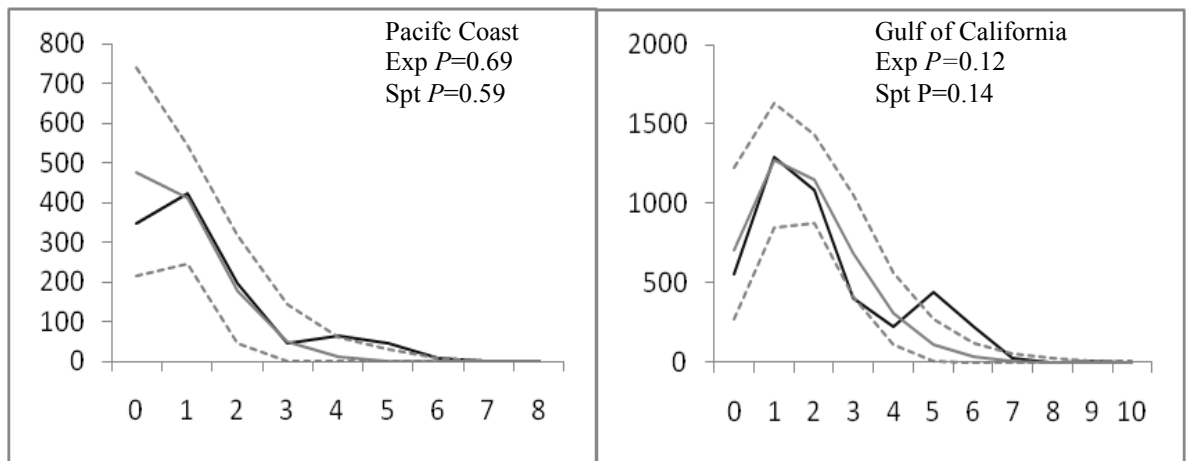 Pacifc Coast
Exp P=0.69
Spt P=0.59
800
700
600
500
400
300
200
100
0
0 1 2 3 4 5 6 7 8
Gulf of California
Exp P=0.12
Spt P=0.14
2000
1500
1000
500
0
0 1 2 3 4 5 6 7 8 9 10